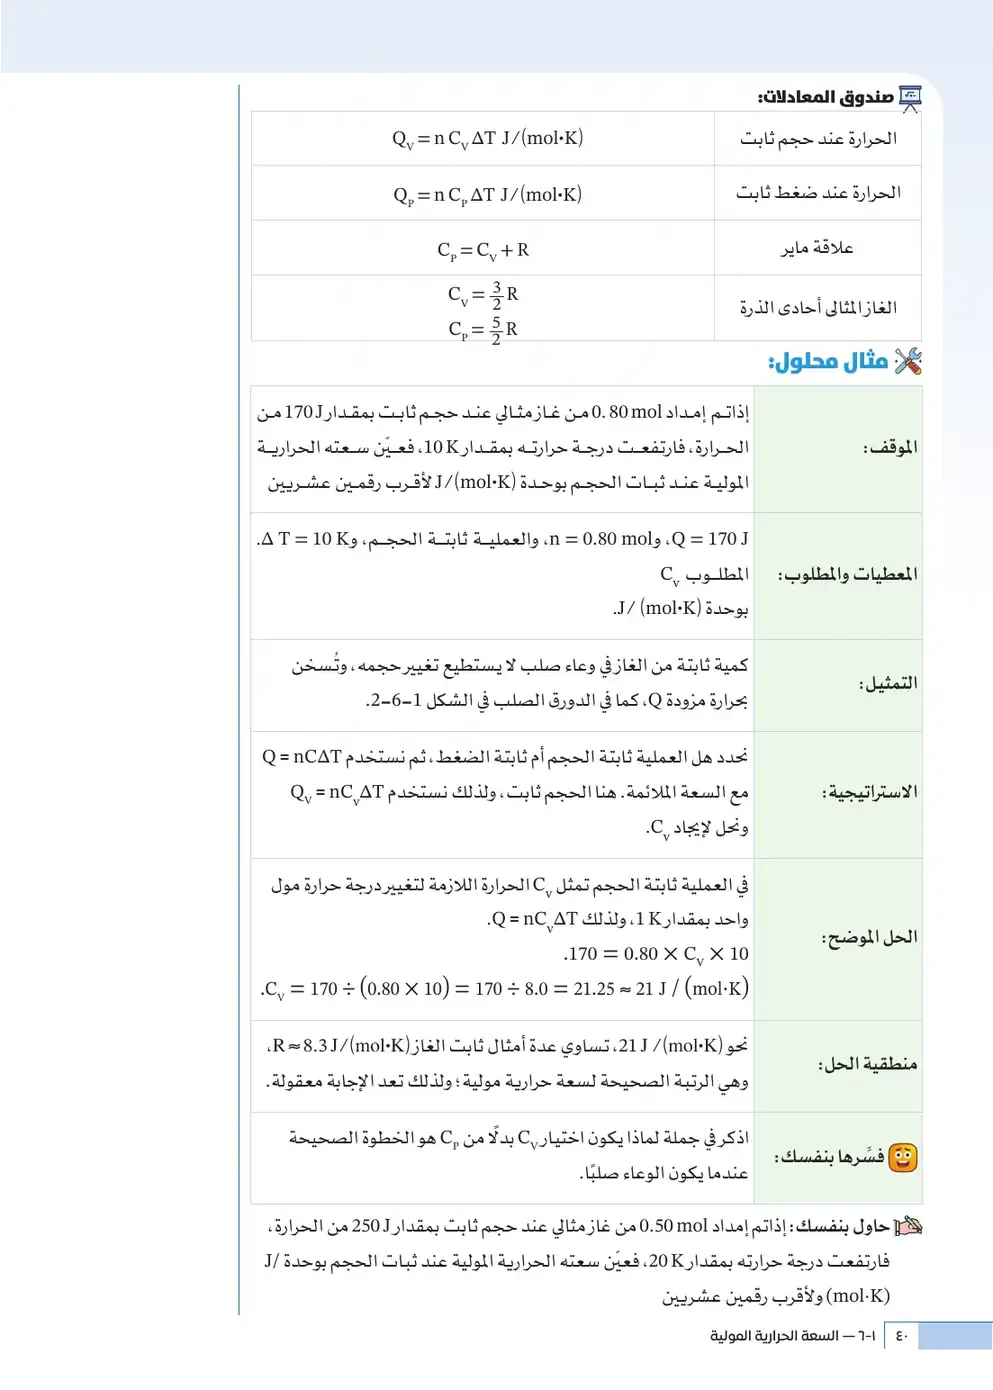 صندوق المعادلات:
الحرارة عند حجم ثابت
Q_V = n C_V ΔT J/(mol•K)
الحرارة عند ضغط ثابت
Q_P = n C_P ΔT J/(mol•K)
علاقة ماير
C_P = C_V + R
الغاز المثالى أحادى الذرة
C_V = 3/2 R
C_P = 5/2 R
مثال محلول:
الموقف:
إذاتم إمداد 0. 80 mol من غاز مثالي عند حجم ثابت بمقدار 170 J من
الحرارة، فارتفعت درجة حرارته بمقدار 10 K، فعيّن سعته الحرارية
المولية عند ثبات الحجم بوحدة J/(mol•K) لأقرب رقمين عشريين
المعطيات والمطلوب:
Q = 170 J، وn = 0.80 mol، والعملية ثابتة الحجم، وΔ T = 10 K.
المطلوب C_v
بوحدة J/ (mol•K).
التمثيل:
كمية ثابتة من الغاز في وعاء صلب لا يستطيع تغيير حجمه، وتُسخن
بحرارة مزودة Q، كما في الدورق الصلب في الشكل 1-6-2.
الاستراتيجية:
نحدد هل العملية ثابتة الحجم أم ثابتة الضغط، ثم نستخدم Q = nCΔT
مع السعة الملائمة. هنا الحجم ثابت، ولذلك نستخدم Q_V = nC_vΔT
ونحل لإيجاد C_v.
الحل الموضح:
في العملية ثابتة الحجم تمثل C_v الحرارة اللازمة لتغيير درجة حرارة مول
واحد بمقدار 1 K، ولذلك Q = nC_vΔT.
170 = 0.80 × C_V × 10.
C_V = 170 ÷ (0.80 × 10) = 170 ÷ 8.0 = 21.25 ≈ 21 J / (mol·K).
منطقية الحل:
نحو 21 J /(mol•K)، تساوي عدة أمثال ثابت الغاز R ≈ 8.3 J/(mol•K)،
وهي الرتبة الصحيحة لسعة حرارية مولية؛ ولذلك تعد الإجابة معقولة.
فسِّرها بنفسك:
اذكر في جملة لماذا يكون اختيار C_V بدلًا من C_P هو الخطوة الصحيحة
عندما يكون الوعاء صلبًا.
حاول بنفسك: إذاتم إمداد 0.50 mol من غاز مثالي عند حجم ثابت بمقدار 250 J من الحرارة،
فارتفعت درجة حرارته بمقدار 20 K، فعيّن سعته الحرارية المولية عند ثبات الحجم بوحدة J/
(mol·K) ولأقرب رقمين عشريين
٤٠ ١-٦ — السعة الحرارية المولية